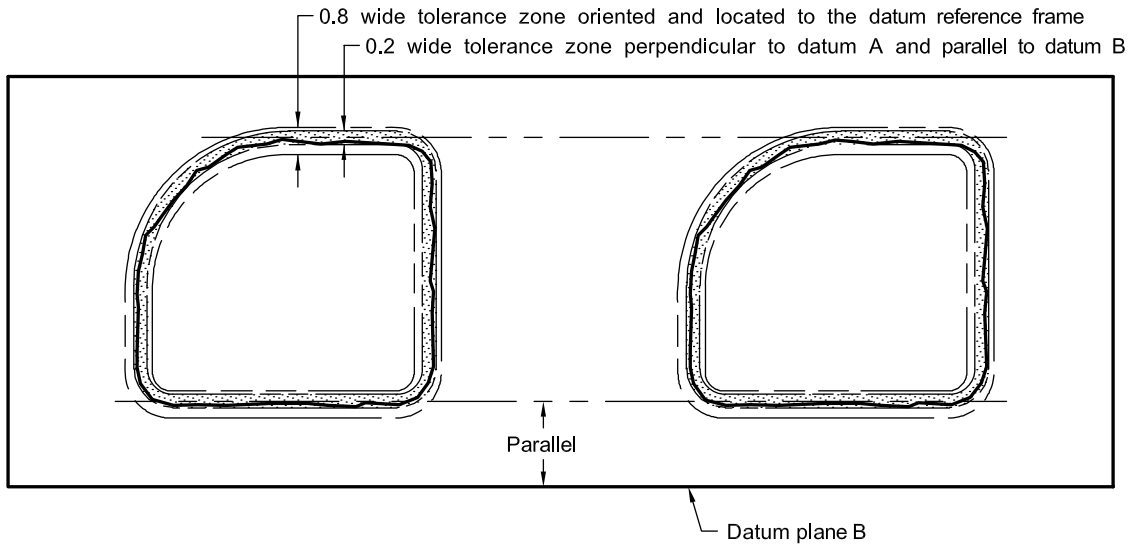 0.8 wide tolerance zone oriented and located to the datum reference frame
0.2 wide tolerance zone perpendicular to datum A and parallel to datum B
Parallel
Datum plane B